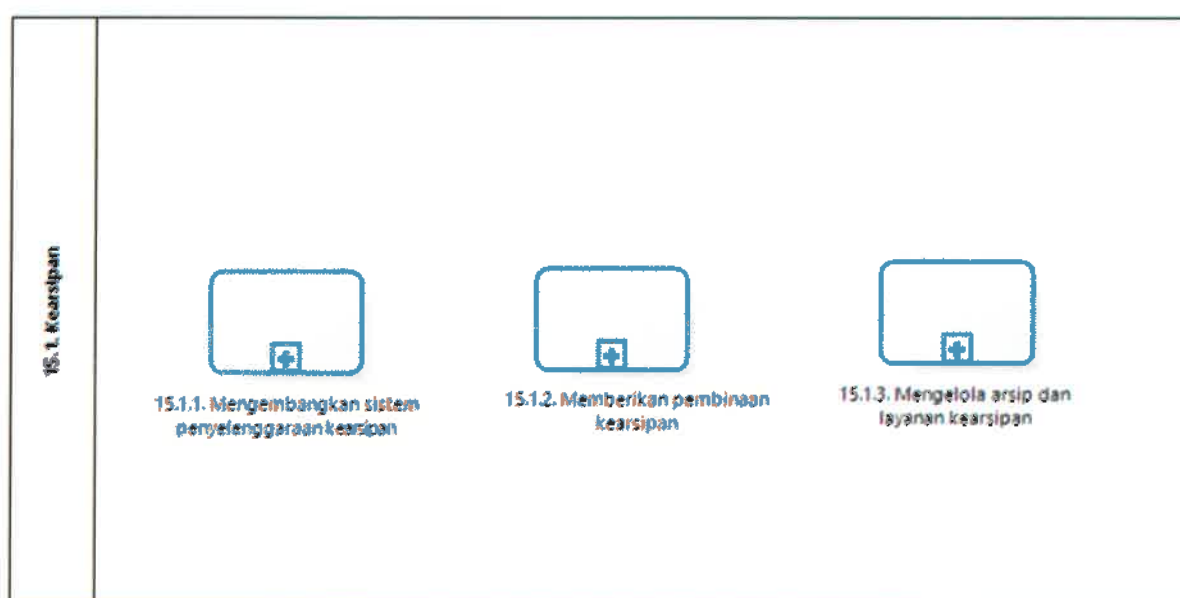 15.1. Kearsipan
15.1.1. Mengembangkan sistem
penyelenggaraan kearsipan
15.1.2. Memberikan pembinaan
kearsipan
15.1.3. Mengelola arsip dan
layanan kearsipan